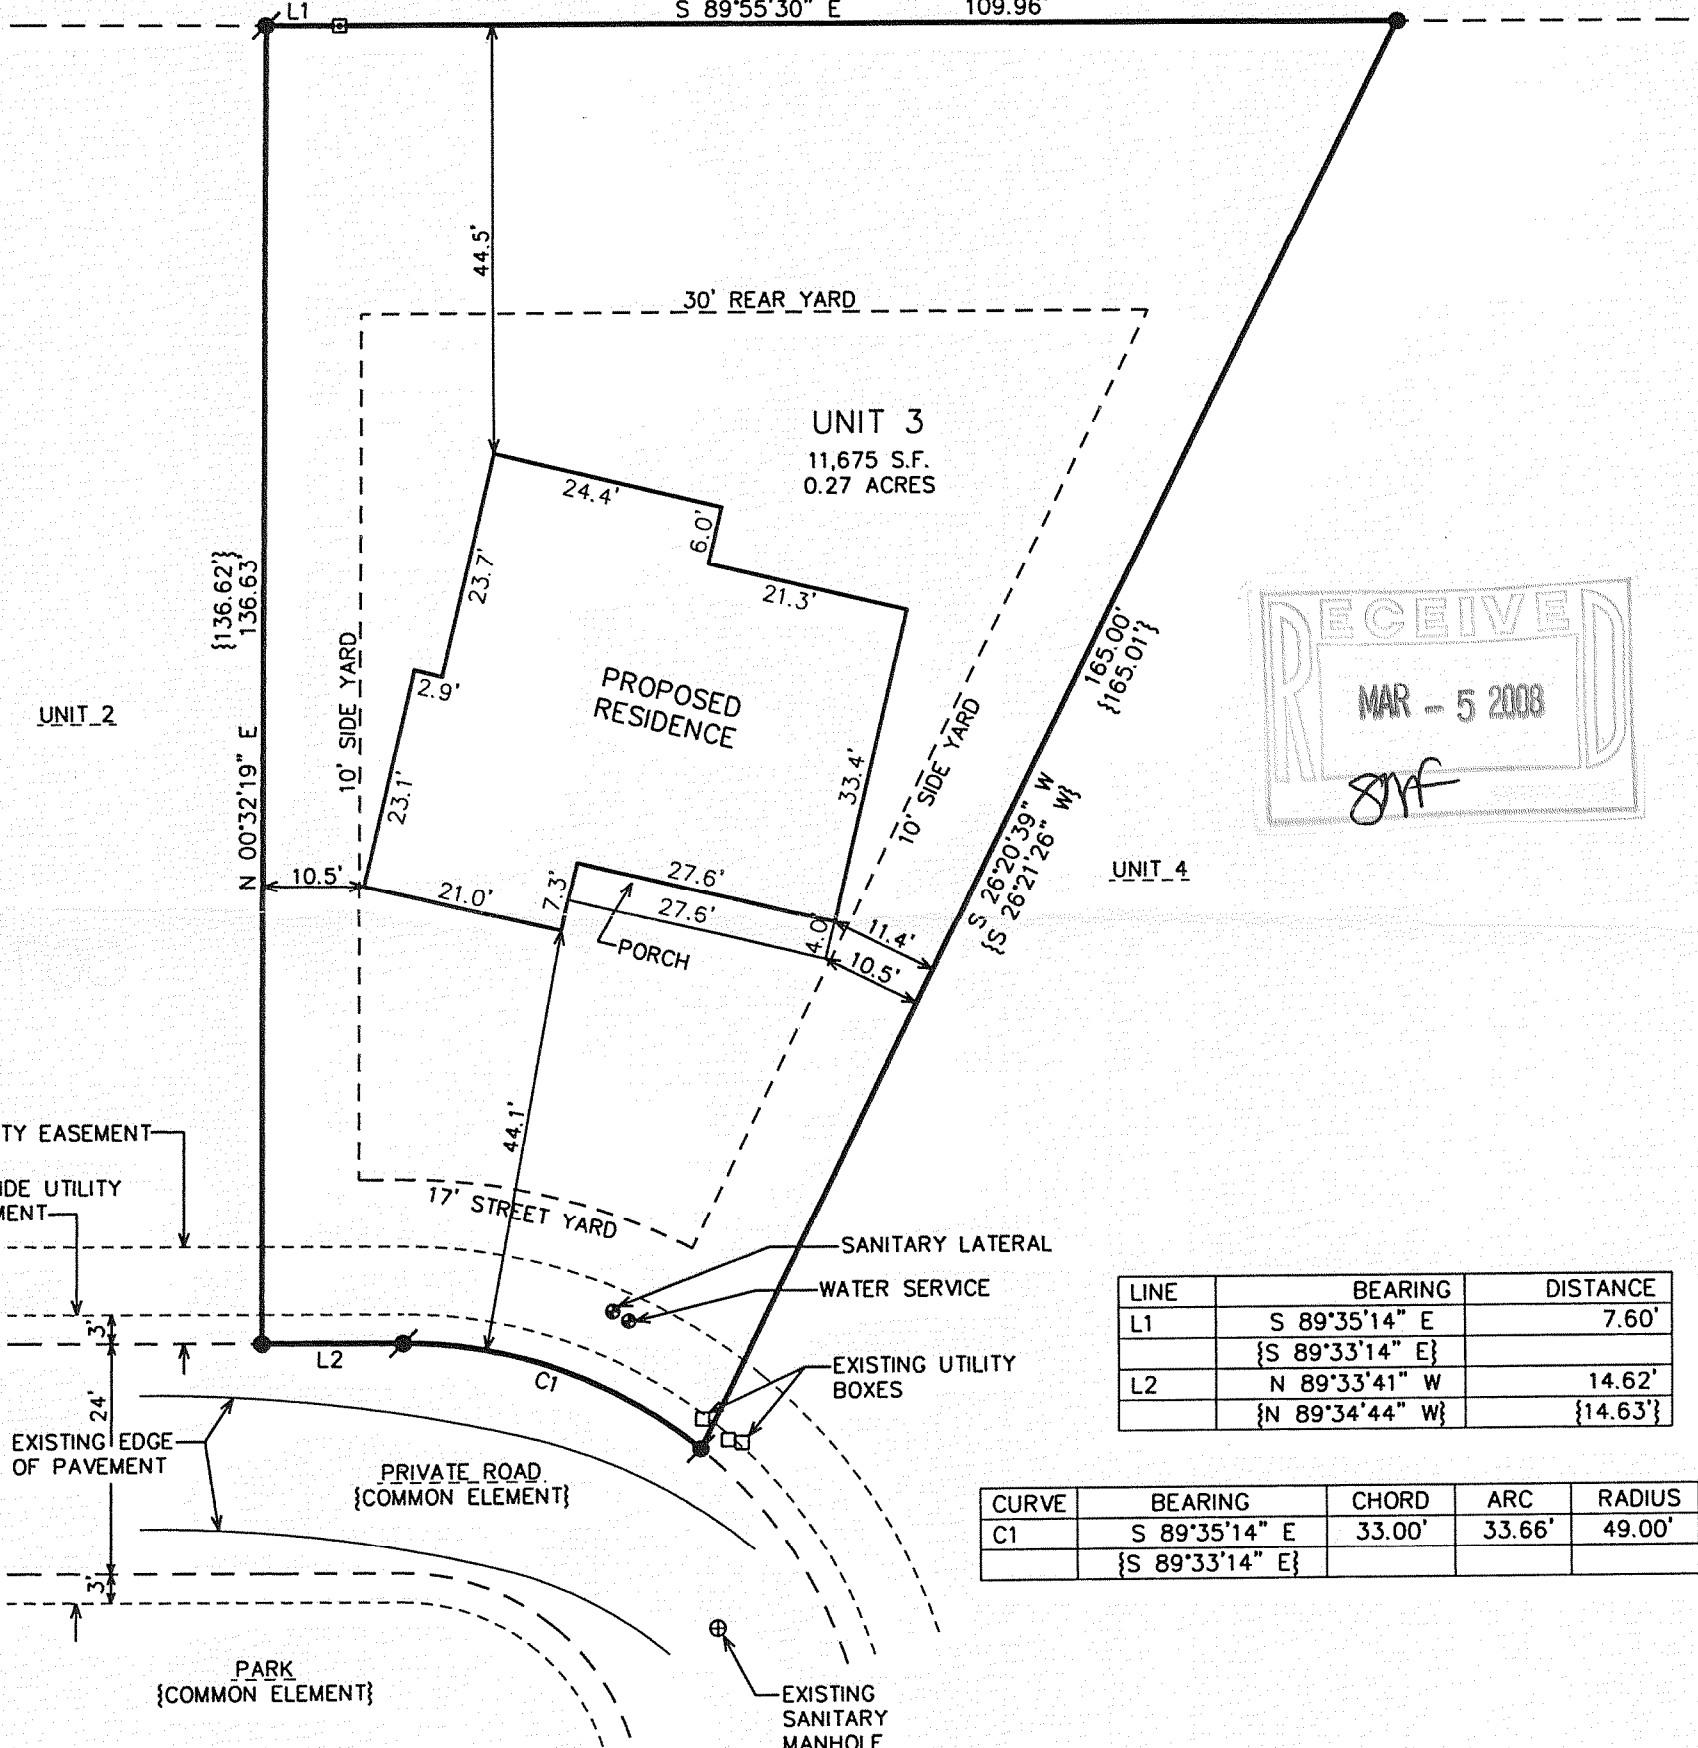 L1
S 89°55'30" E 109.96'
44.5'
30' REAR YARD
UNIT 3
11,675 S.F.
0.27 ACRES
24.4'
6.0'
21.3'
23.7'
2.9'
{136.62'}
136.63'
N 00°32'19" E
10' SIDE YARD
UNIT 2
PROPOSED
RESIDENCE
23.1'
33.4'
10' SIDE YARD
165.00'
{165.01'}
S 26°20'39" W
{S 26°21'26" W}
RECEIVED
MAR - 5 2008
UNIT 4
10.5'
21.0'
7.3'
27.6'
27.6'
4.0'
PORCH
11.4'
10.5'
44.1'
17' STREET YARD
TY EASEMENT
IDE UTILITY
MENT
SANITARY LATERAL
WATER SERVICE
EXISTING UTILITY
BOXES
3'
L2
C1
24'
EXISTING EDGE
OF PAVEMENT
PRIVATE ROAD
{COMMON ELEMENT}
3'
PARK
{COMMON ELEMENT}
EXISTING
SANITARY
MANHOLE
LINE BEARING DISTANCE
L1 S 89°35'14" E 7.60'
{S 89°33'14" E}
L2 N 89°33'41" W 14.62'
{N 89°34'44" W} {14.63'}
CURVE BEARING CHORD ARC RADIUS
C1 S 89°35'14" E 33.00' 33.66' 49.00'
{S 89°33'14" E}